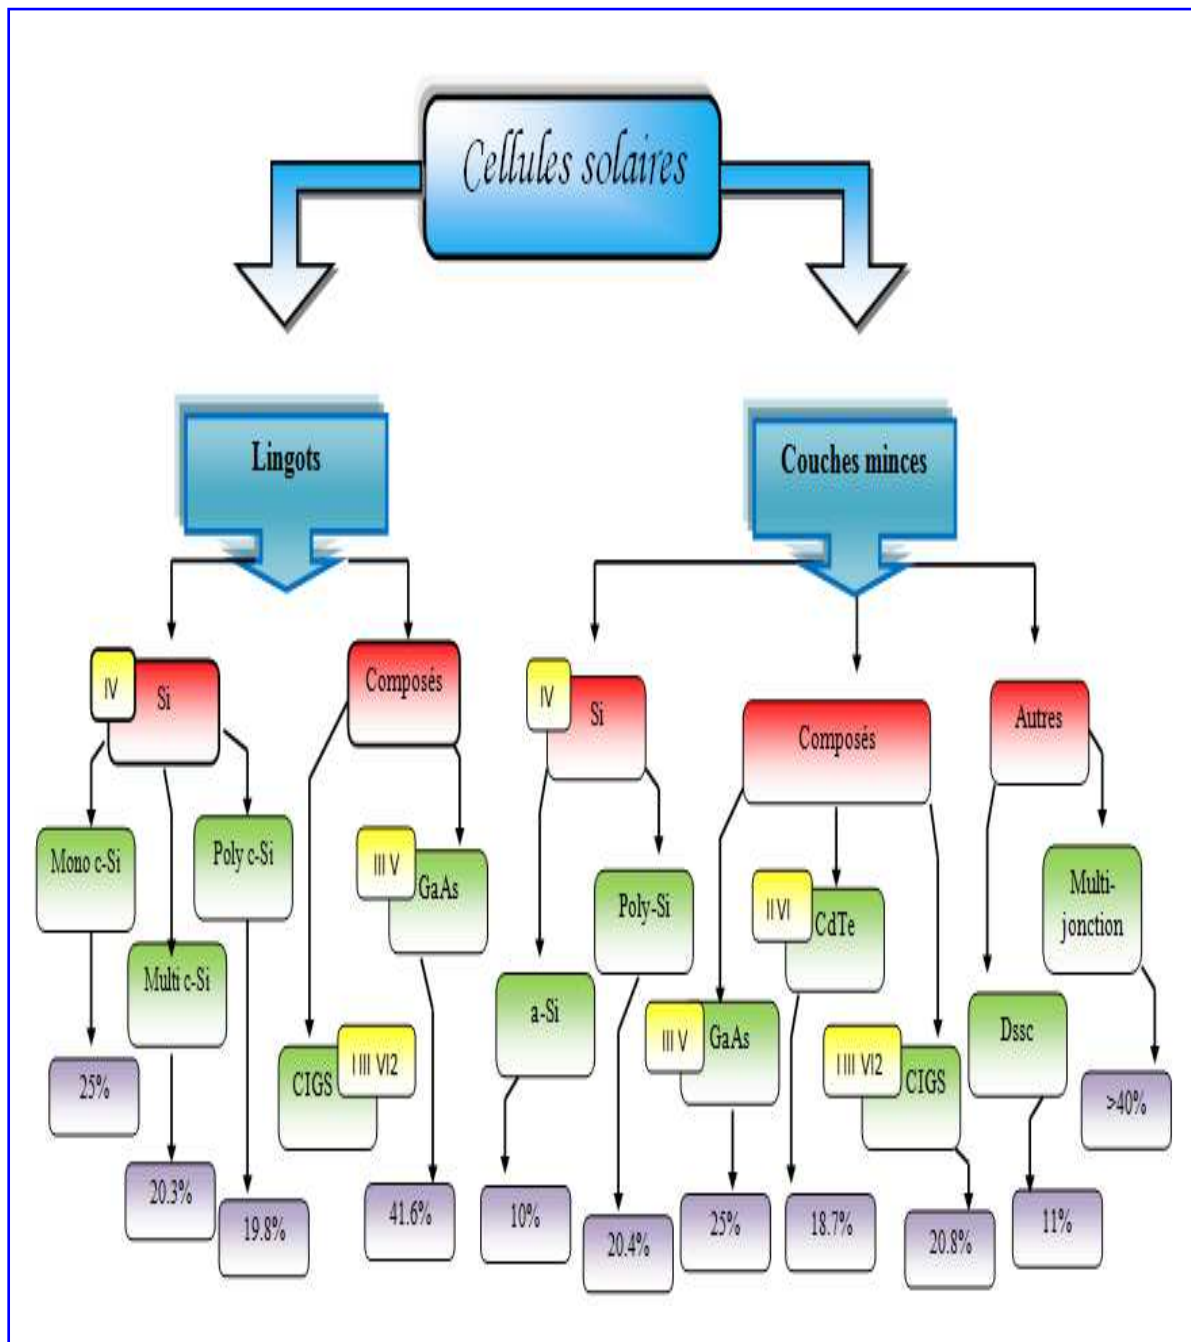 Cellules solaires
Lingots
Couches minces
IV
Si
Composés
IV
Si
Composés
Autres
Mono c-Si
Poly c-Si
III V
GaAs
Multi c-Si
CIGS
I III VI2
a-Si
Poly-Si
III V
GaAs
II VI
CdTe
I III VI2
CIGS
Dssc
Multi-
jonction
25%
20.3%
19.8%
41.6%
10%
20.4%
25%
18.7%
20.8%
11%
>40%